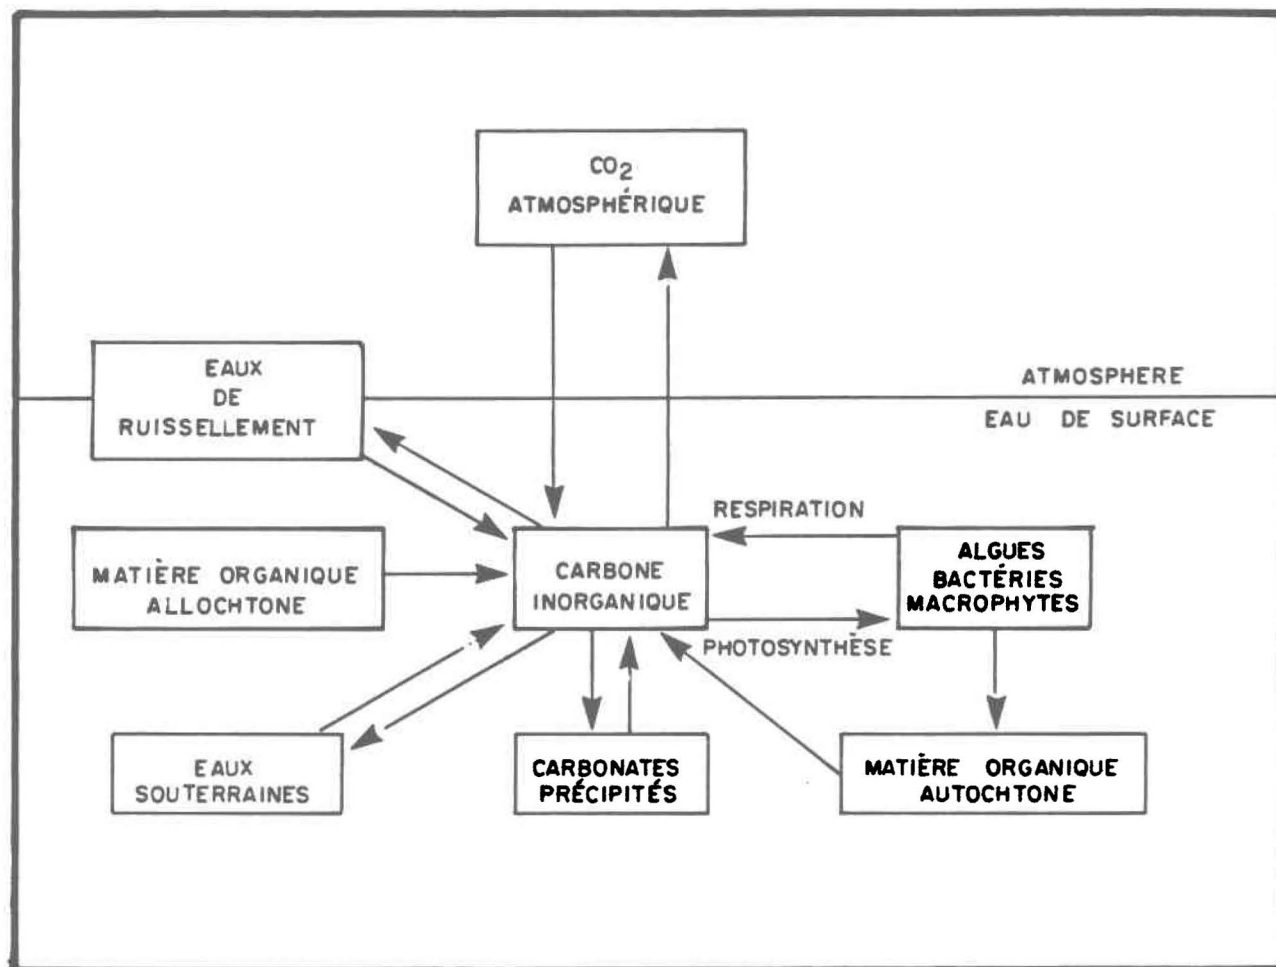 CO2
ATMOSPHÉRIQUE
EAUX
DE
RUISSELLEMENT
ATMOSPHERE
EAU DE SURFACE
RESPIRATION
MATIÈRE ORGANIQUE
ALLOCHTONE
CARBONE
INORGANIQUE
ALGUES
BACTÉRIES
MACROPHYTES
PHOTOSYNTHÈSE
EAUX
SOUTERRAINES
CARBONATES
PRÉCIPITÉS
MATIÈRE ORGANIQUE
AUTOCHTONE